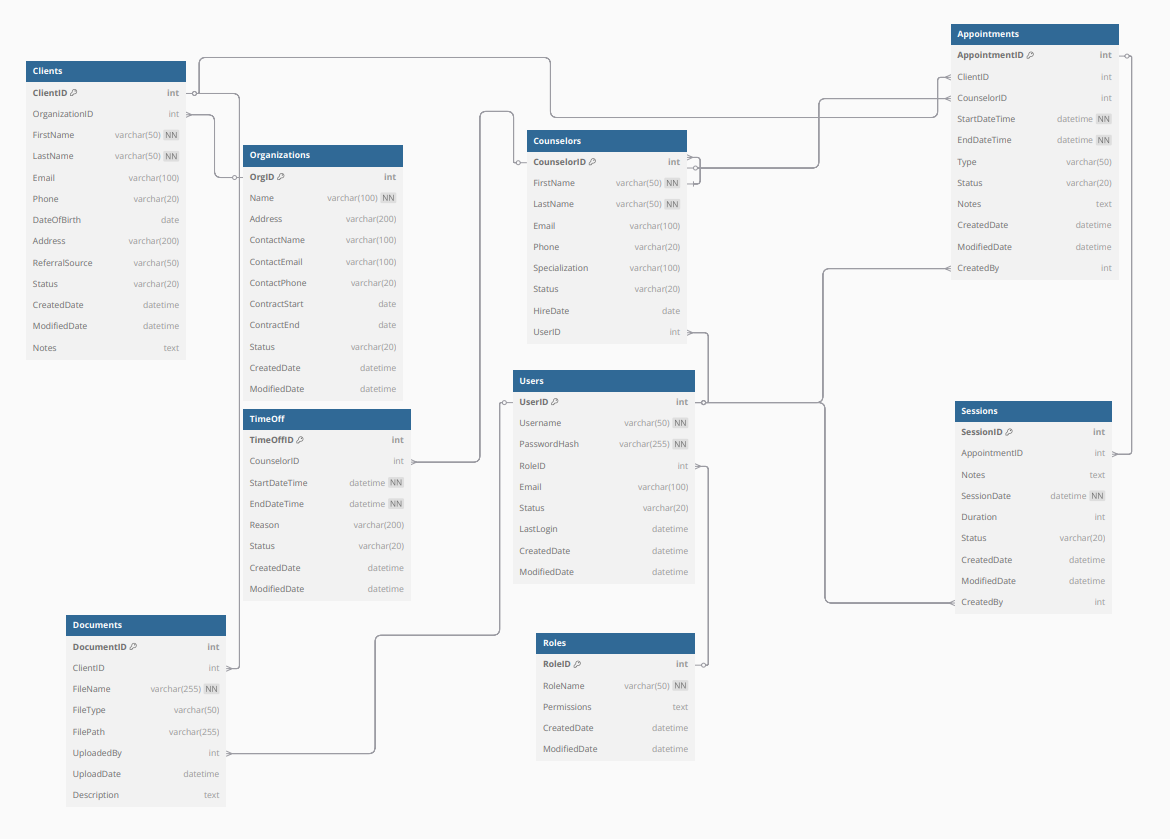 Clients
ClientID int
OrganizationID int
FirstName varchar(50) NN
LastName varchar(50) NN
Email varchar(100)
Phone varchar(20)
DateOfBirth date
Address varchar(200)
ReferralSource varchar(50)
Status varchar(20)
CreatedDate datetime
ModifiedDate datetime
Notes text
Organizations
OrgID int
Name varchar(100) NN
Address varchar(200)
ContactName varchar(100)
ContactEmail varchar(100)
ContactPhone varchar(20)
ContractStart date
ContractEnd date
Status varchar(20)
CreatedDate datetime
ModifiedDate datetime
TimeOff
TimeOffID int
CounselorID int
StartDateTime datetime NN
EndDateTime datetime NN
Reason varchar(200)
Status varchar(20)
CreatedDate datetime
ModifiedDate datetime
Documents
DocumentID int
ClientID int
FileName varchar(255) NN
FileType varchar(50)
FilePath varchar(255)
UploadedBy int
UploadDate datetime
Description text
Counselors
CounselorID int
FirstName varchar(50) NN
LastName varchar(50) NN
Email varchar(100)
Phone varchar(20)
Specialization varchar(100)
Status varchar(20)
HireDate date
UserID int
Users
UserID int
Username varchar(50) NN
PasswordHash varchar(255) NN
RoleID int
Email varchar(100)
Status varchar(20)
LastLogin datetime
CreatedDate datetime
ModifiedDate datetime
Roles
RoleID int
RoleName varchar(50) NN
Permissions text
CreatedDate datetime
ModifiedDate datetime
Appointments
AppointmentID int
ClientID int
CounselorID int
StartDateTime datetime NN
EndDateTime datetime NN
Type varchar(50)
Status varchar(20)
Notes text
CreatedDate datetime
ModifiedDate datetime
CreatedBy int
Sessions
SessionID int
AppointmentID int
Notes text
SessionDate datetime NN
Duration int
Status varchar(20)
CreatedDate datetime
ModifiedDate datetime
CreatedBy int